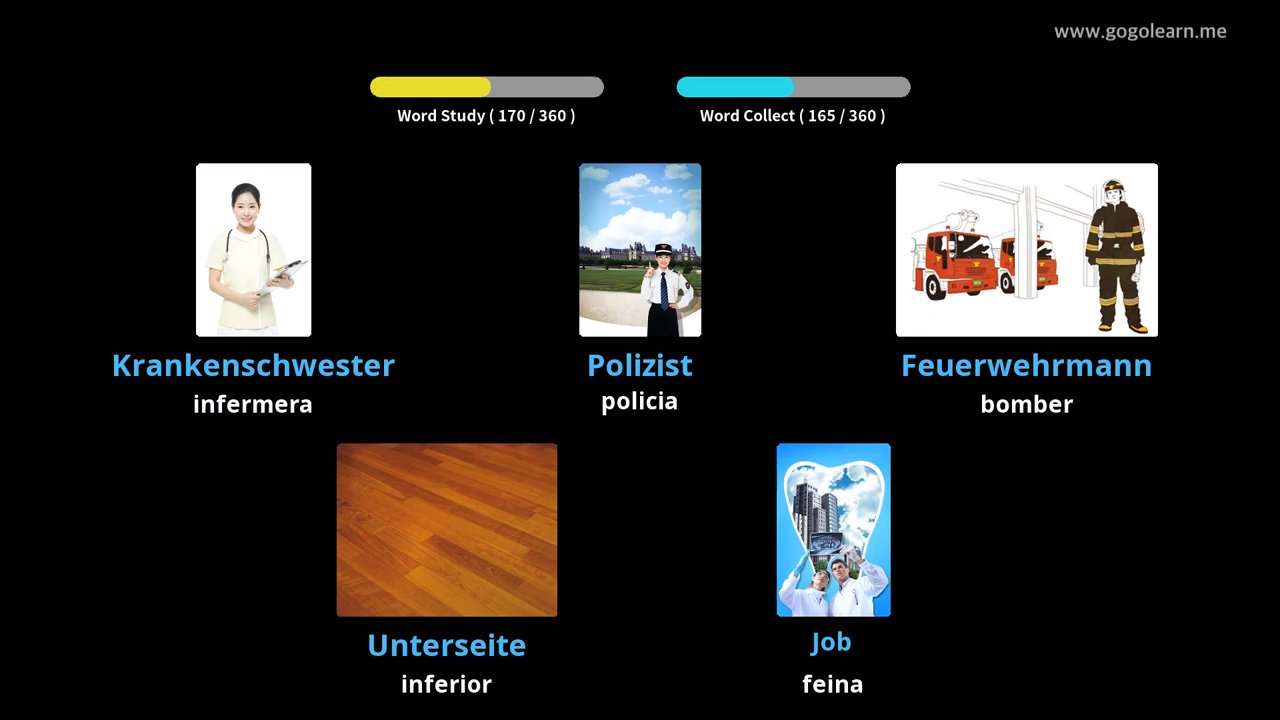 www.gogolearn.me
Word Study ( 170 / 360 )
Word Collect ( 165 / 360 )
Krankenschwester
infermera
Polizist
policia
Feuerwehrmann
bomber
Unterseite
inferior
Job
feina